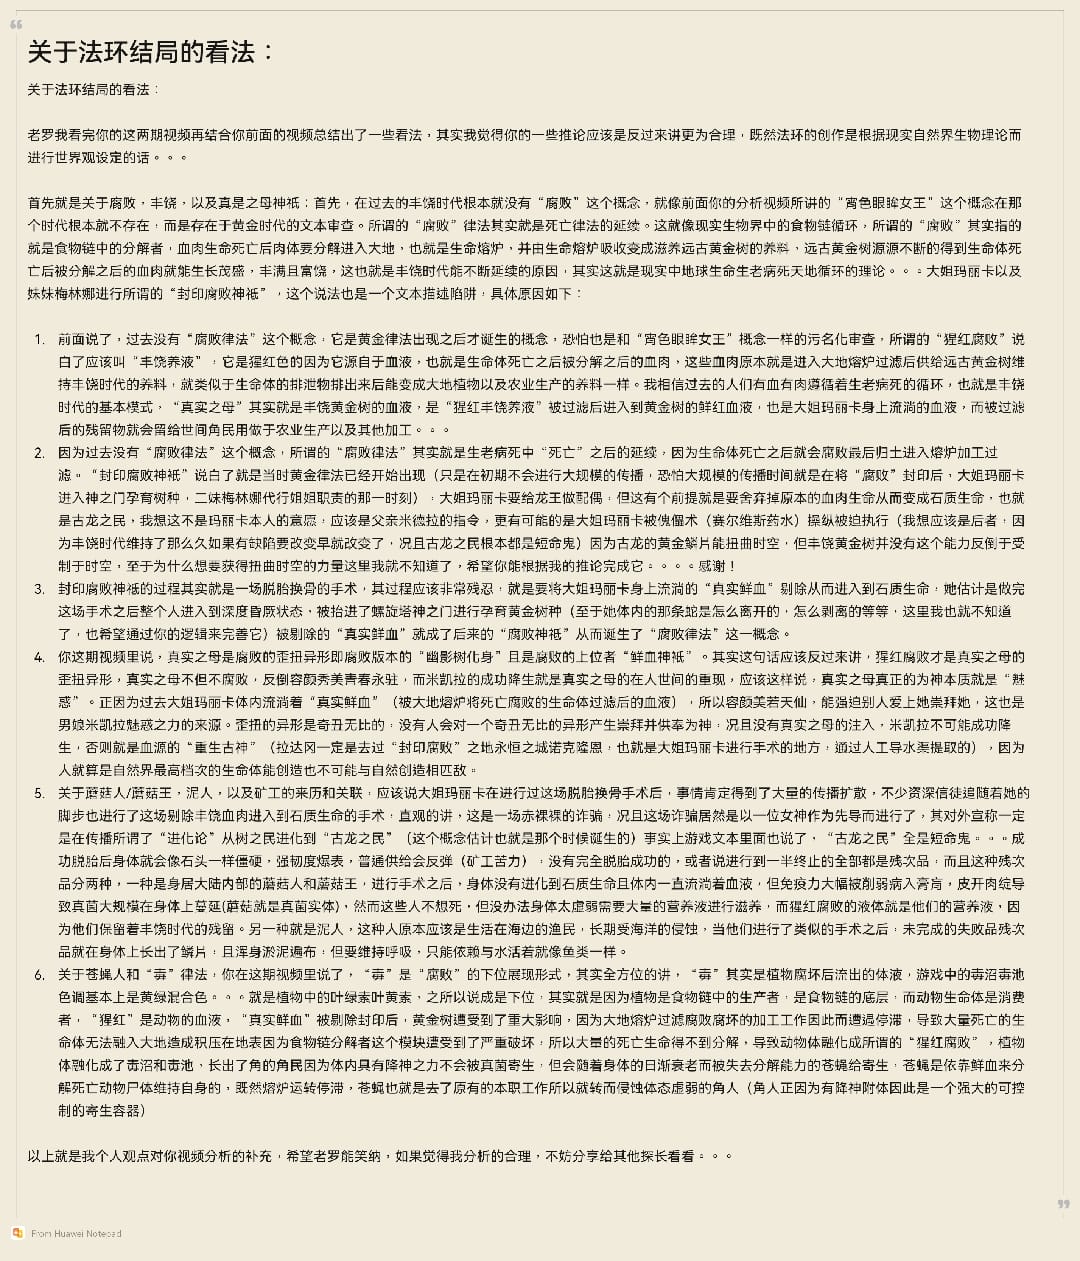 关于法环结局的看法：
关于法环结局的看法：
老罗我看完你的这两期视频再结合你前面的视频总结出了一些看法，其实我觉得你的一些推论应该是反过来讲更为合理，既然法环的创作是根据现实自然界生物理论而
进行世界观设定的话。。。
首先就是关于腐败，丰饶，以及真是之母神祗：首先，在过去的丰饶时代根本就没有“腐败”这个概念，就像前面你的分析视频所讲的“宵色眼眸女王”这个概念在那
个时代根本就不存在，而是存在于黄金时代的文本审查。所谓的“腐败”律法其实就是死亡律法的延续。这就像现实生物界中的食物链循环，所谓的“腐败”其实指的
就是食物链中的分解者，血肉生命死亡后肉体要分解进入大地，也就是生命熔炉，并由生命熔炉吸收变成滋养远古黄金树的养料，远古黄金树源源不断的得到生命体死
亡后被分解之后的血肉就能生长茂盛，丰满且富饶，这也就是丰饶时代能不断延续的原因，其实这就是现实中地球生命生老病死天地循环的理论。。。大姐玛丽卡以及
妹妹梅林娜进行所谓的“封印腐败神祗”，这个说法也是一个文本描述陷阱，具体原因如下：
1. 前面说了，过去没有“腐败律法”这个概念，它是黄金律法出现之后才诞生的概念，恐怕也是和“宵色眼眸女王”概念一样的污名化审查，所谓的“猩红腐败”说
白了应该叫“丰饶养液”，它是猩红色的因为它源自于血液，也就是生命体死亡之后被分解之后的血肉，这些血肉原本就是进入大地熔炉过滤后供给远古黄金树维
持丰饶时代的养料，就类似于生命体的排泄物排出来后能变成大地植物以及农业生产的养料一样。我相信过去的人们有血有肉遵循着生老病死的循环，也就是丰饶
时代的基本模式，“真实之母”其实就是丰饶黄金树的血液，是“猩红丰饶养液”被过滤后进入到黄金树的鲜红血液，也是大姐玛丽卡身上流淌的血液，而被过滤
后的残留物就会留给世间角民用做于农业生产以及其他加工。。。
2. 因为过去没有“腐败律法”这个概念，所谓的“腐败律法”其实就是生老病死中“死亡”之后的延续，因为生命体死亡之后就会腐败最后归土进入熔炉加工过
滤。“封印腐败神祗”说白了就是当时黄金律法已经开始出现（只是在初期不会进行大规模的传播，恐怕大规模的传播时间就是在将“腐败”封印后，大姐玛丽卡
进入神之门孕育树种，二妹梅林娜代行姐姐职责的那一时刻），大姐玛丽卡要给龙王做配偶，但这有个前提就是要舍弃掉原本的血肉生命从而变成石质生命，也就
是古龙之民，我想这不是玛丽卡本人的意愿，应该是父亲米德拉的指令，更有可能的是大姐玛丽卡被傀儡术（赛尔维斯药水）操纵被迫执行（我想应该是后者，因
为丰饶时代维持了那么久如果有缺陷要改变早就改变了，况且古龙之民根本都是短命鬼）因为古龙的黄金鳞片能扭曲时空，但丰饶黄金树并没有这个能力反倒于受
制于时空，至于为什么想要获得扭曲时空的力量这里我就不知道了，希望你能根据我的推论完成它。。。。感谢！
3. 封印腐败神祗的过程其实就是一场脱胎换骨的手术，其过程应该非常残忍，就是要将大姐玛丽卡身上流淌的“真实鲜血”剔除从而进入到石质生命，她估计是做完
这场手术之后整个人进入到深度昏厥状态，被抬进了螺旋塔神之门进行孕育黄金树种（至于她体内的那条蛇是怎么离开的，怎么剥离的等等，这里我也就不知道
了，也希望通过你的逻辑来完善它）被剔除的“真实鲜血”就成了后来的“腐败神祗”从而诞生了“腐败律法”这一概念。
4. 你这期视频里说，真实之母是腐败的歪扭异形即腐败版本的“幽影树化身”且是腐败的上位者“鲜血神祗”。其实这句话应该反过来讲，猩红腐败才是真实之母的
歪扭异形，真实之母不但不腐败，反倒容颜秀美青春永驻，而米凯拉的成功降生就是真实之母的在人世间的重现，应该这样说，真实之母真正的为神本质就是“魅
惑”。正因为过去大姐玛丽卡体内流淌着“真实鲜血”（被大地熔炉将死亡腐败的生命体过滤后的血液），所以容颜美若天仙，能强迫别人爱上她崇拜她，这也是
男娘米凯拉魅惑之力的来源。歪扭的异形是奇丑无比的，没有人会对一个奇丑无比的异形产生崇拜并供奉为神，况且没有真实之母的注入，米凯拉不可能成功降
生，否则就是血源的“重生古神”（拉达冈一定是去过“封印腐败”之地永恒之城诺克隆恩，也就是大姐玛丽卡进行手术的地方，通过人工导水渠提取的），因为
人就算是自然界最高档次的生命体能创造也不可能与自然创造相匹敌。
5. 关于蘑菇人/蘑菇王，泥人，以及矿工的来历和关联，应该说大姐玛丽卡在进行过这场脱胎换骨手术后，事情肯定得到了大量的传播扩散，不少资深信徒追随着她的
脚步也进行了这场剔除丰饶血肉进入到石质生命的手术，直观的讲，这是一场赤裸裸的诈骗，况且这场诈骗居然是以一位女神作为先导而进行了，其对外宣称一定
是在传播所谓了“进化论”从树之民进化到“古龙之民”（这个概念估计也就是那个时候诞生的）事实上游戏文本里面也说了，“古龙之民”全是短命鬼。。。成
功脱胎后身体就会像石头一样僵硬，强韧度爆表，普通供给会反弹（矿工苦力），没有完全脱胎成功的，或者说进行到一半终止的全部都是残次品，而且这种残次
品分两种，一种是身居大陆内部的蘑菇人和蘑菇王，进行手术之后，身体没有进化到石质生命且体内一直流淌着血液，但免疫力大幅被削弱病入膏肓，皮开肉绽导
致真菌大规模在身体上蔓延(蘑菇就是真菌实体)，然而这些人不想死，但没办法身体太虚弱需要大量的营养液进行滋养，而猩红腐败的液体就是他们的营养液，因
为他们保留着丰饶时代的残留。另一种就是泥人，这种人原本应该是生活在海边的渔民，长期受海洋的侵蚀，当他们进行了类似的手术之后，未完成的失败品残次
品就在身体上长出了鳞片，且浑身淤泥遍布，但要维持呼吸，只能依赖与水活着就像鱼类一样。
6. 关于苍蝇人和“毒”律法，你在这期视频里说了，“毒”是“腐败”的下位展现形式，其实全方位的讲，“毒”其实是植物腐坏后流出的体液，游戏中的毒沼毒池
色调基本上是黄绿混合色。。。就是植物中的叶绿素叶黄素，之所以说成是下位，其实就是因为植物是食物链中的生产者，是食物链的底层，而动物生命体是消费
者，“猩红”是动物的血液，“真实鲜血”被剔除封印后，黄金树遭受到了重大影响，因为大地熔炉过滤腐败腐坏的加工工作因此而遭遇停滞，导致大量死亡的生
命体无法融入大地造成积压在地表因为食物链分解者这个模块遭受到了严重破坏，所以大量的死亡生命得不到分解，导致动物体融化成所谓的“猩红腐败”，植物
体融化成了毒沼和毒池，长出了角的角民因为体内具有降神之力不会被真菌寄生，但会随着身体的日渐衰老而被失去分解能力的苍蝇给寄生，苍蝇是依靠鲜血来分
解死亡动物尸体维持自身的，既然熔炉运转停滞，苍蝇也就是去了原有的本职工作所以就转而侵蚀体态虚弱的角人（角人正因为有降神附体因此是一个强大的可控
制的寄生容器）
以上就是我个人观点对你视频分析的补充，希望老罗能笑纳，如果觉得我分析的合理，不妨分享给其他探长看看。。。
From Huawei Notepad